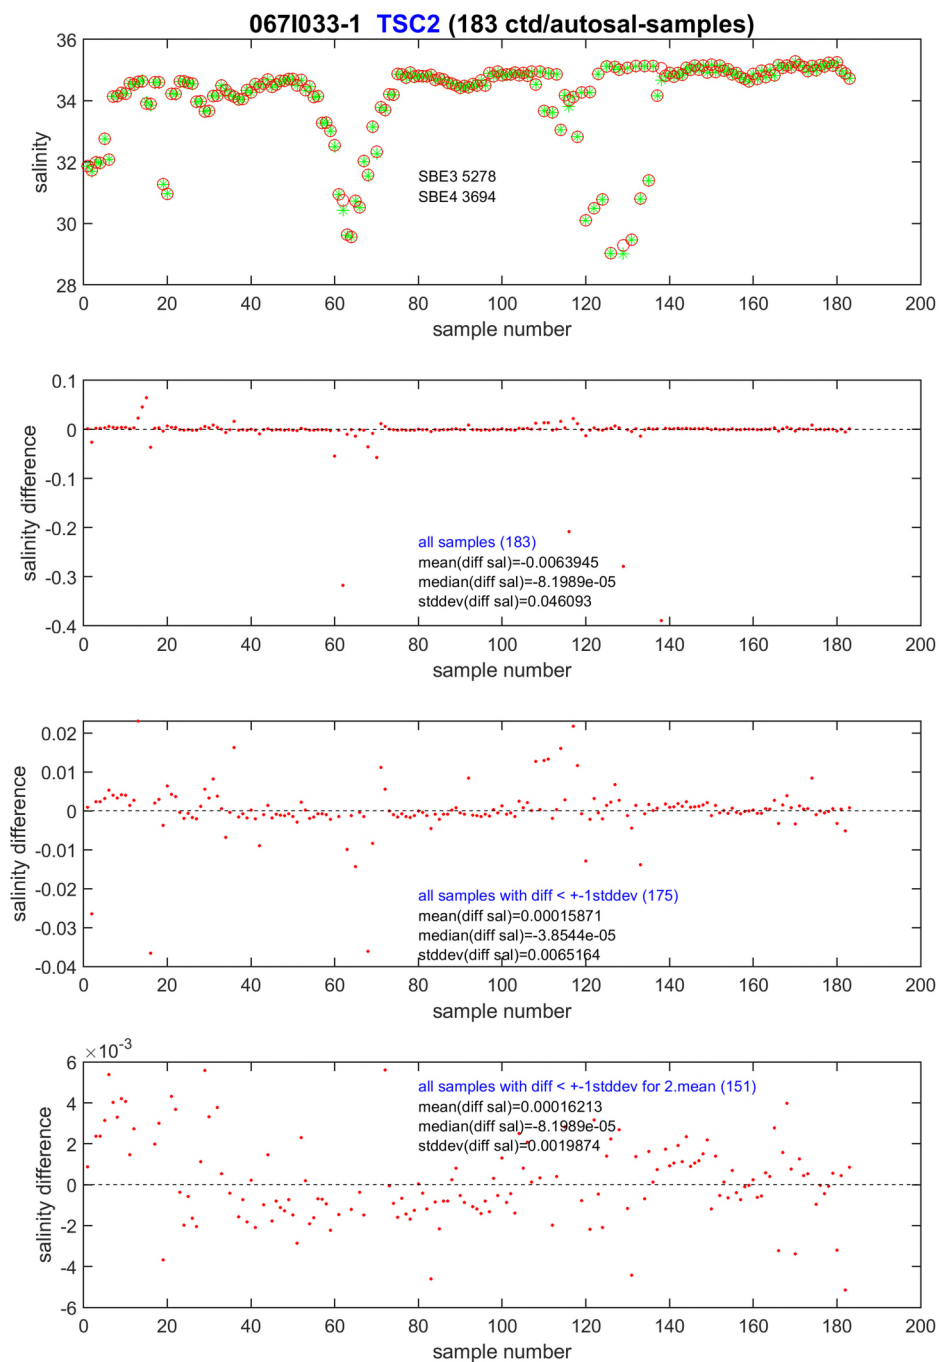 067I033-1 TSC2 (183 ctd/autosal-samples)
36
34
32
30
28
salinity
SBE3 5278
SBE4 3694
0 20 40 60 80 100 120 140 160 180 200
sample number
0.1
0
-0.1
-0.2
-0.3
-0.4
salinity difference
all samples (183)
mean(diff sal)=-0.0063945
median(diff sal)=-8.1989e-05
stddev(diff sal)=0.046093
0 20 40 60 80 100 120 140 160 180 200
sample number
0.02
0.01
0
-0.01
-0.02
-0.03
-0.04
salinity difference
all samples with diff < +-1stddev (175)
mean(diff sal)=0.00015871
median(diff sal)=-3.8544e-05
stddev(diff sal)=0.0065164
0 20 40 60 80 100 120 140 160 180 200
sample number
×10-3
6
4
2
0
-2
-4
-6
salinity difference
all samples with diff < +-1stddev for 2.mean (151)
mean(diff sal)=0.00016213
median(diff sal)=-8.1989e-05
stddev(diff sal)=0.0019874
0 20 40 60 80 100 120 140 160 180 200
sample number